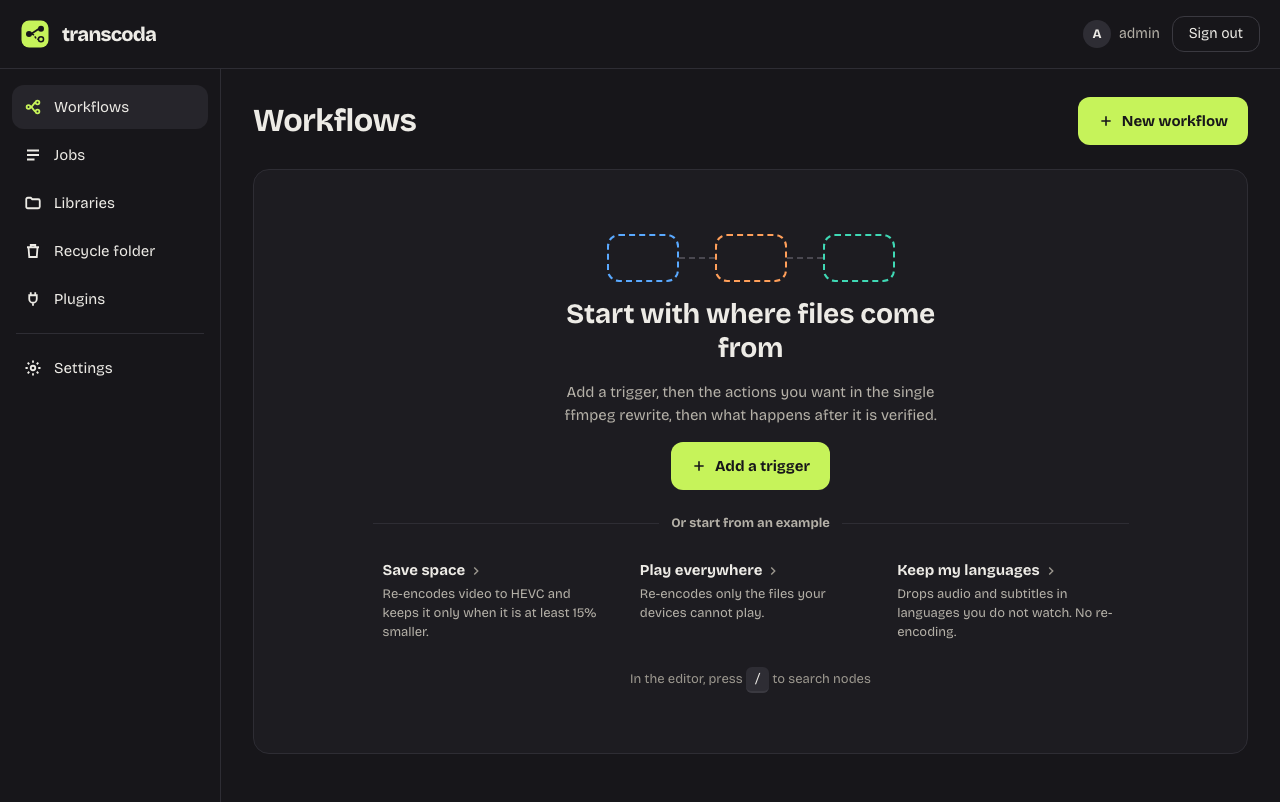 transcoda
A admin Sign out
Workflows
Jobs
Libraries
Recycle folder
Plugins
Settings
Workflows
+ New workflow
Start with where files come
from
Add a trigger, then the actions you want in the single
ffmpeg rewrite, then what happens after it is verified.
+ Add a trigger
Or start from an example
Save space ›
Re-encodes video to HEVC and
keeps it only when it is at least 15%
smaller.
Play everywhere ›
Re-encodes only the files your
devices cannot play.
Keep my languages ›
Drops audio and subtitles in
languages you do not watch. No re-
encoding.
In the editor, press / to search nodes